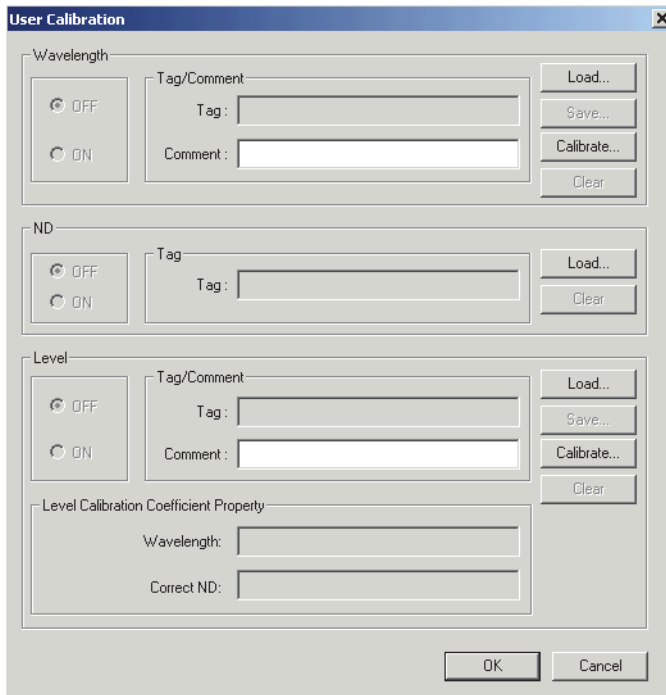 User Calibration
Wavelength
OFF
ON
Tag/Comment
Tag :
Comment :
Load...
Save...
Calibrate...
Clear
ND
OFF
ON
Tag
Tag :
Load...
Clear
Level
OFF
ON
Tag/Comment
Tag :
Comment :
Load...
Save...
Calibrate...
Clear
Level Calibration Coefficient Property
Wavelength:
Correct ND:
OK
Cancel